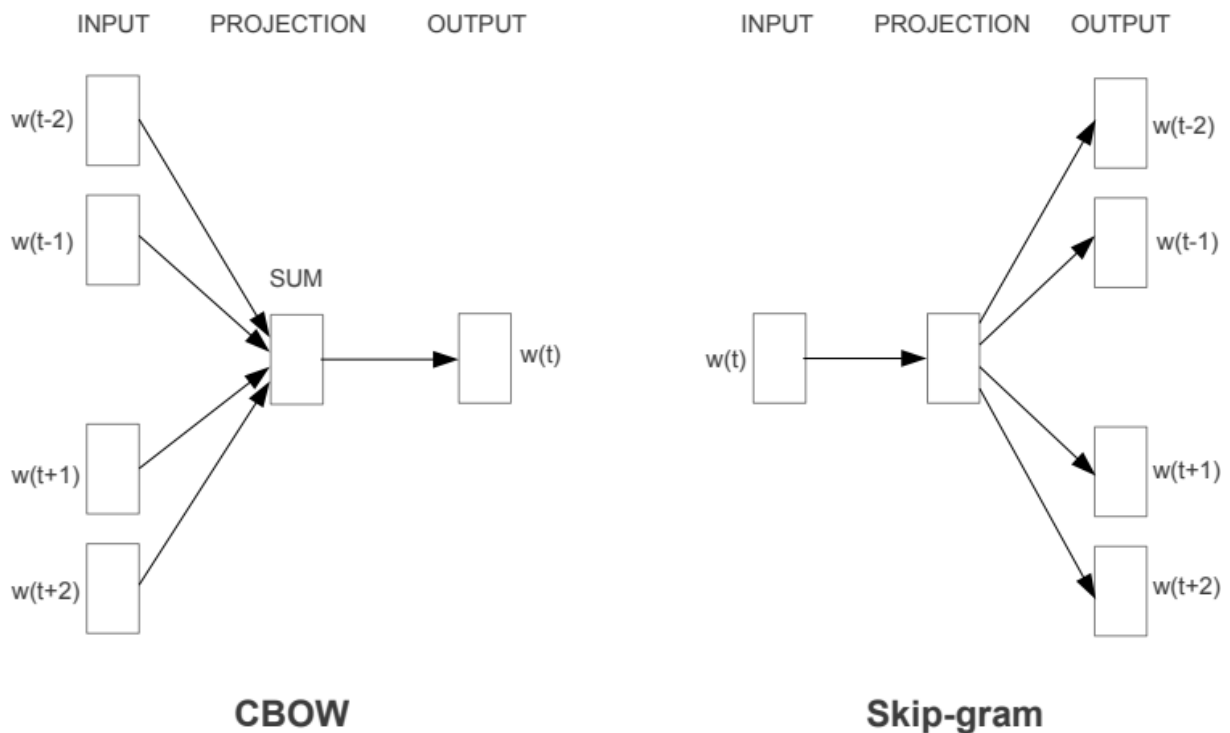 INPUT PROJECTION OUTPUT
w(t-2)
w(t-1)
SUM
w(t)
w(t+1)
w(t+2)
CBOW
INPUT PROJECTION OUTPUT
w(t-2)
w(t-1)
w(t)
w(t+1)
w(t+2)
Skip-gram